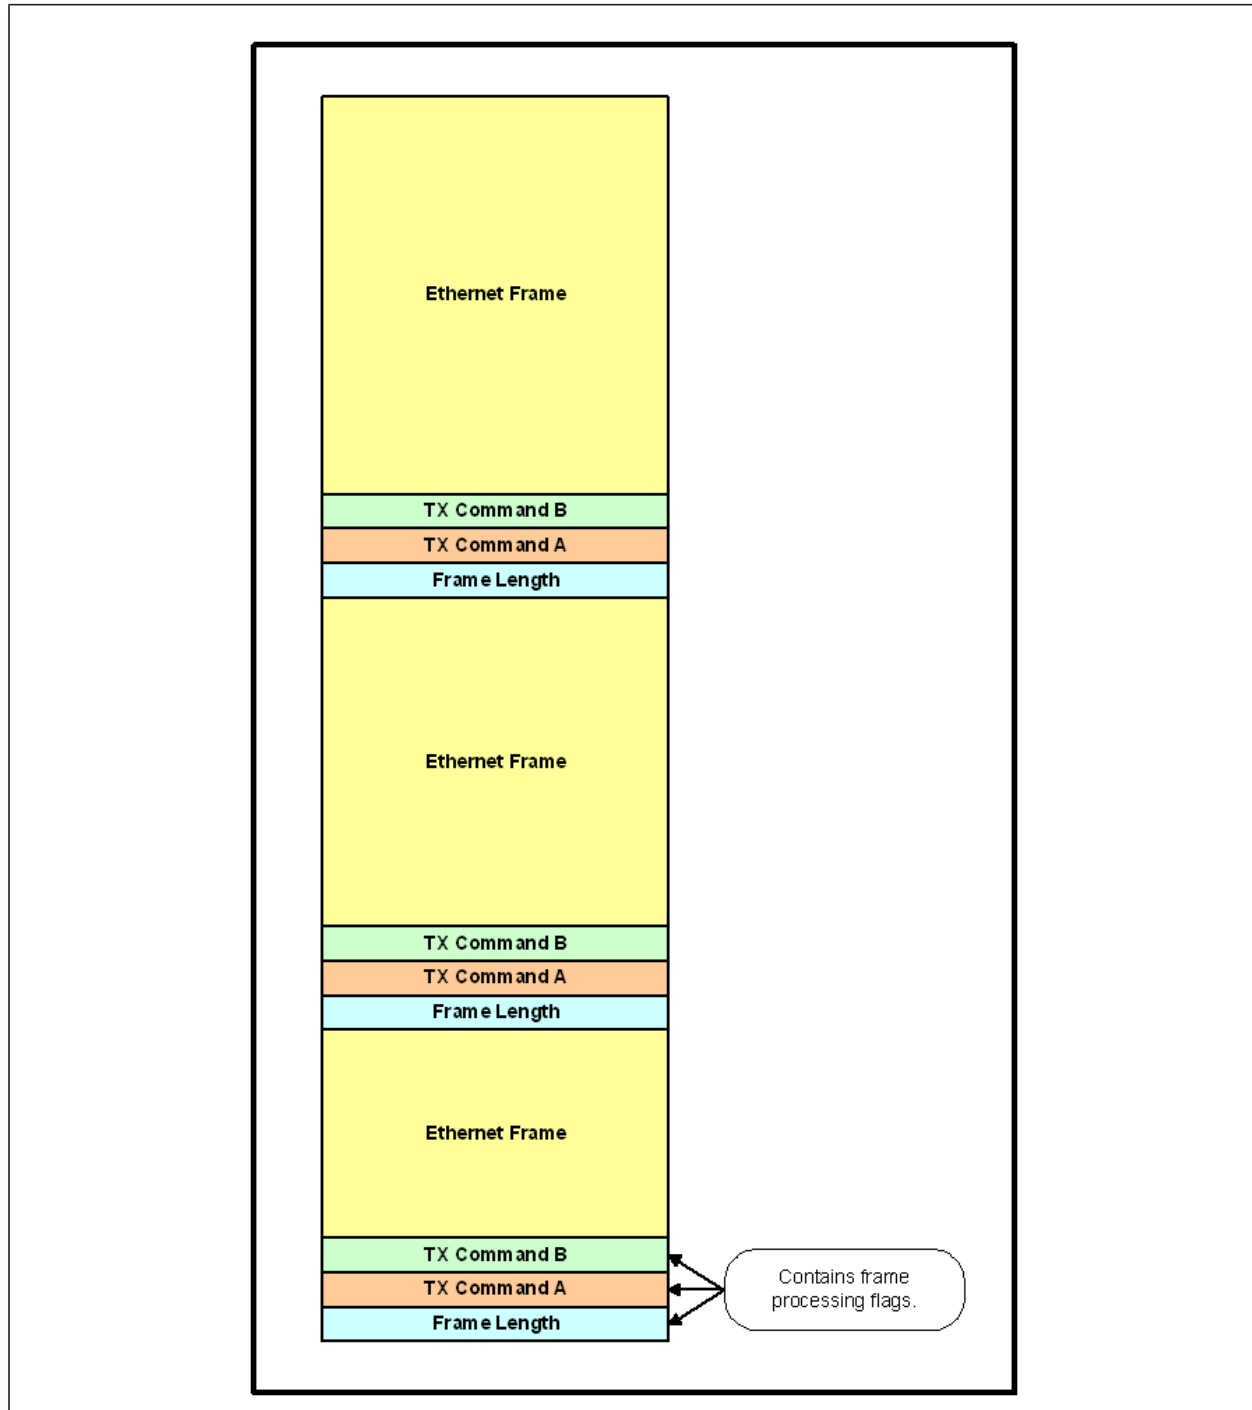 Ethernet Frame
TX Command B
TX Command A
Frame Length
Ethernet Frame
TX Command B
TX Command A
Frame Length
Ethernet Frame
TX Command B
TX Command A
Frame Length
Contains frame
processing flags.